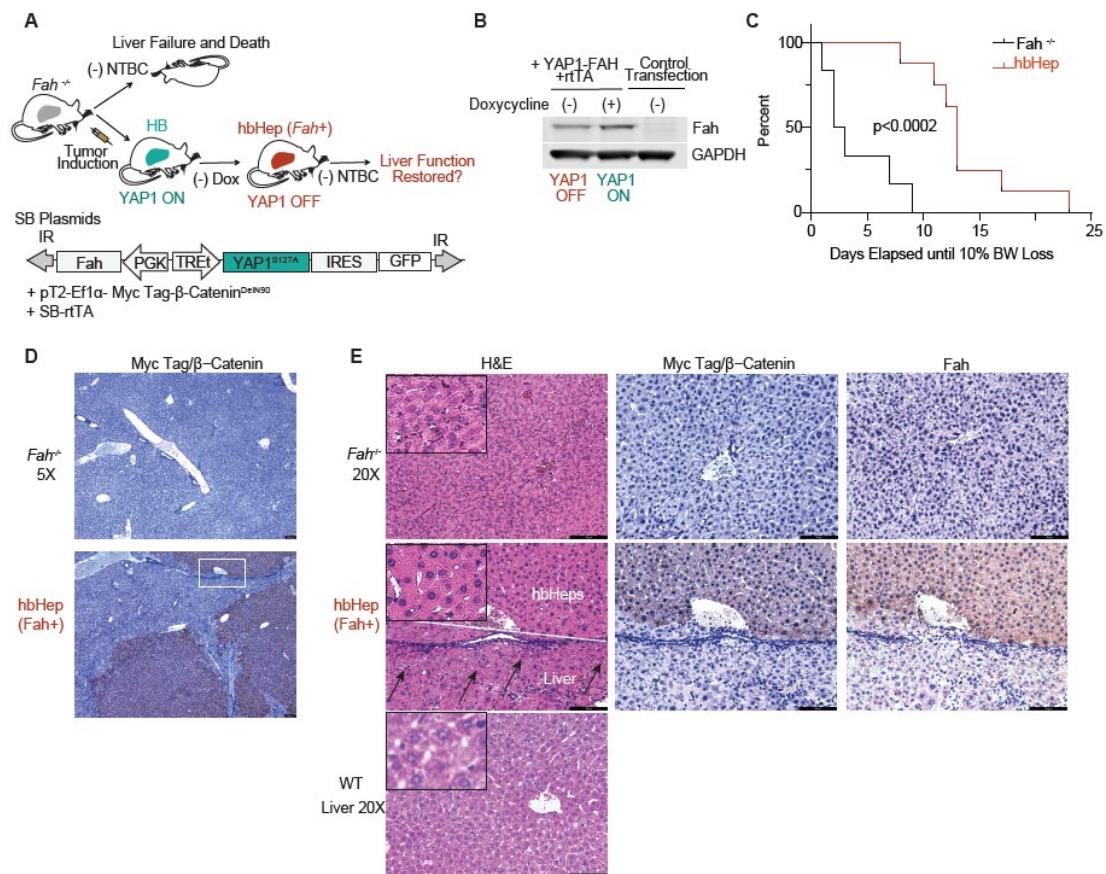 A
Liver Failure and Death
(-) NTBC
Fah -/-
Tumor
Induction
HB
YAP1 ON
(-) Dox
hbHep (Fah+)
YAP1 OFF
(-) NTBC
Liver Function
Restored?
SB Plasmids
IR
Fah
PGK
TREt
YAP1S127A
IRES
GFP
IR
+ pT2-Ef1α- Myc Tag-β-CateninDelN90
+ SB-rtTA
B
+ YAP1-FAH
+rtTA
Control
Transfection
Doxycycline
(-)
(+)
(-)
Fah
GAPDH
YAP1
OFF
YAP1
ON
C
100
50
0
Percent
Fah -/-
hbHep
p<0.0002
0 5 10 15 20 25
Days Elapsed until 10% BW Loss
D
Myc Tag/β−Catenin
Fah-/-
5X
hbHep
(Fah+)
E
H&E
Myc Tag/β−Catenin
Fah
Fah-/-
20X
hbHep
(Fah+)
hbHeps
Liver
WT
Liver 20X